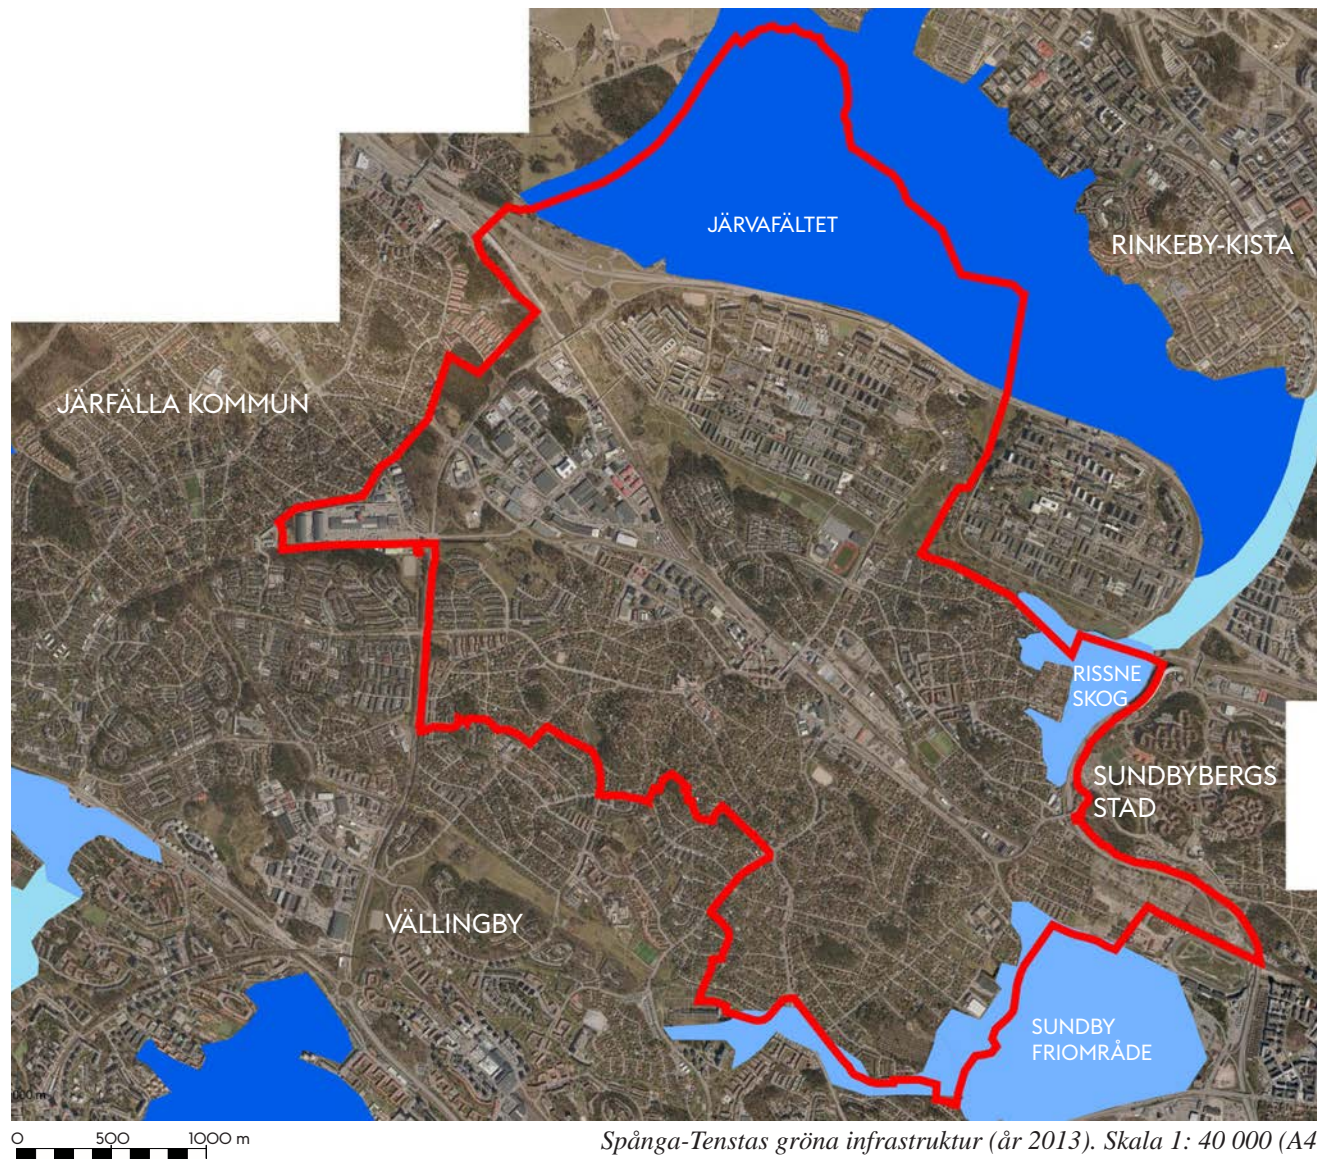 JÄRVAFÄLTET
RINKEBY-KISTA
JÄRFÄLLA KOMMUN
RISSNE
SKOG
SUNDBYBERGS
STAD
VÄLLINGBY
SUNDBY
FRIOMRÅDE
000 m
0 500 1000 m
Spånga-Tenstas gröna infrastruktur (år 2013). Skala 1: 40 000 (A4